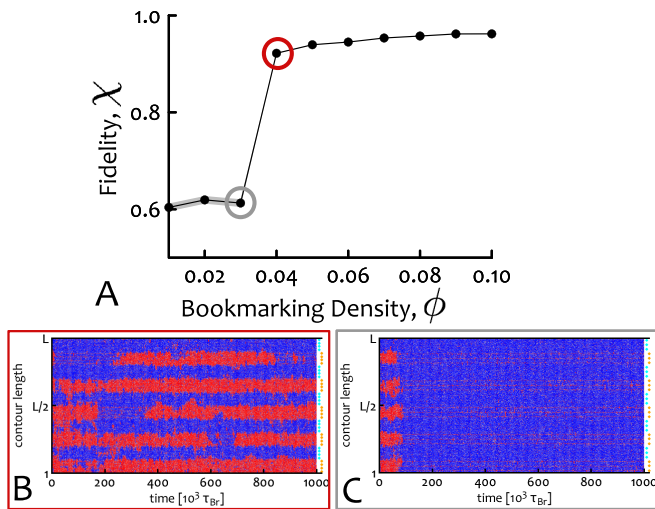 1.0
0.8
0.6
Fidelity, χ
0.02 0.04 0.06 0.08 0.10
A
Bookmarking Density, ϕ
L
L/2
1
contour length
B
0 200 400 600 800 1000
time [10³ τBr]
L
L/2
1
contour length
C
0 200 400 600 800 1000
time [10³ τBr]